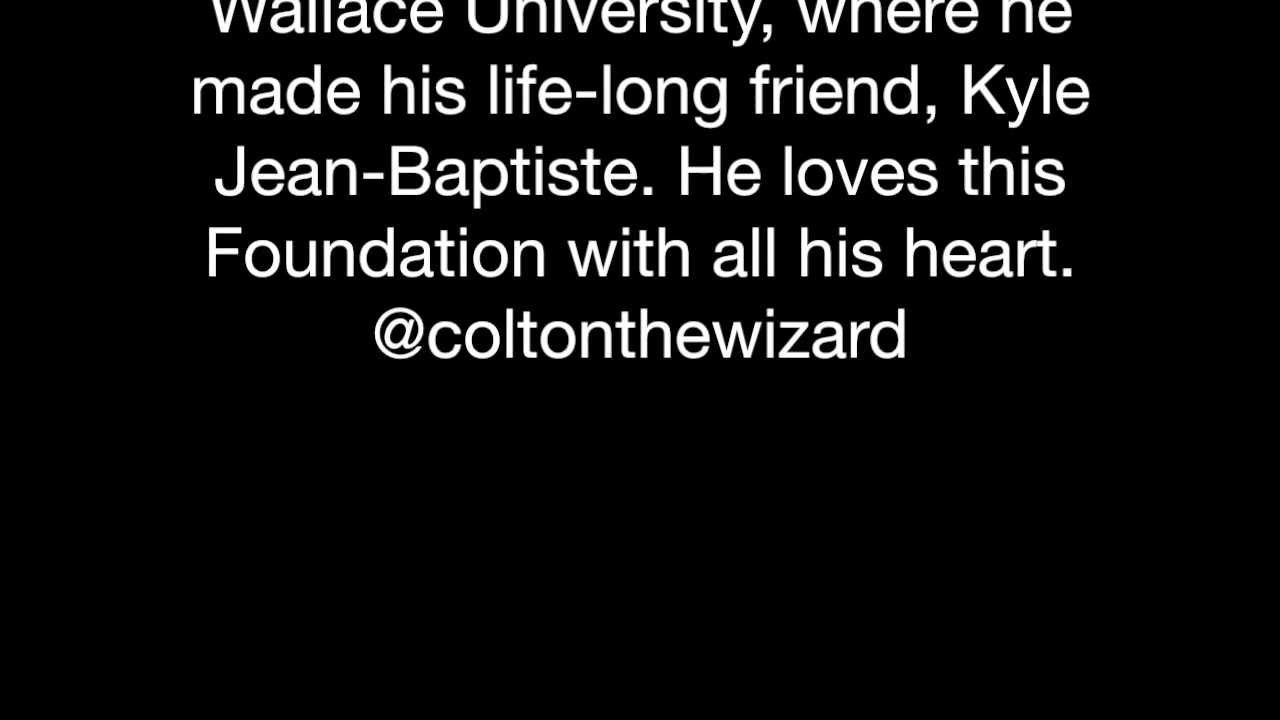 Wallace University, where he
made his life-long friend, Kyle
Jean-Baptiste. He loves this
Foundation with all his heart.
@coltonthewizard